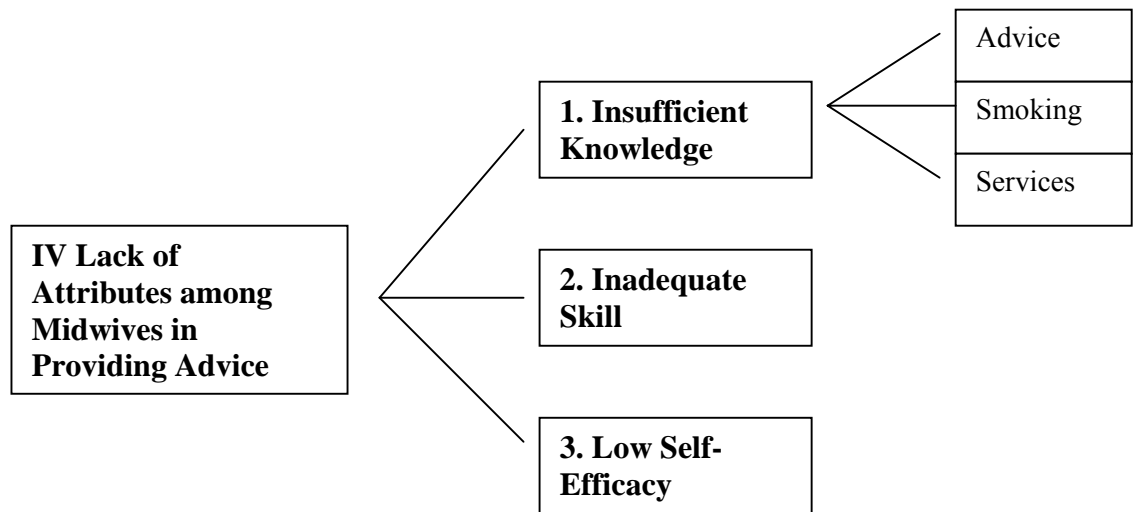 IV Lack of
Attributes among
Midwives in
Providing Advice
1. Insufficient
Knowledge
Advice
Smoking
Services
2. Inadequate
Skill
3. Low Self-
Efficacy